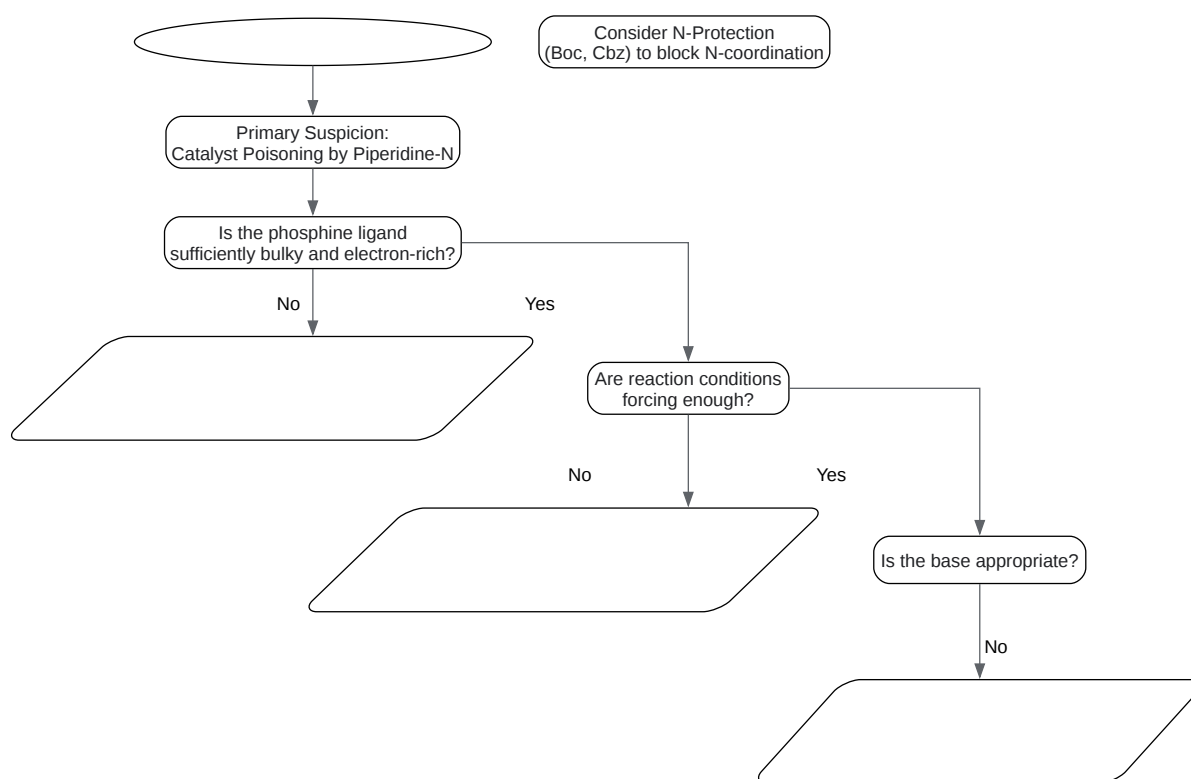 Consider N-Protection
(Boc, Cbz) to block N-coordination
Primary Suspicion:
Catalyst Poisoning by Piperidine-N
Is the phosphine ligand
sufficiently bulky and electron-rich?
No
Yes
Are reaction conditions
forcing enough?
No
Yes
Is the base appropriate?
No